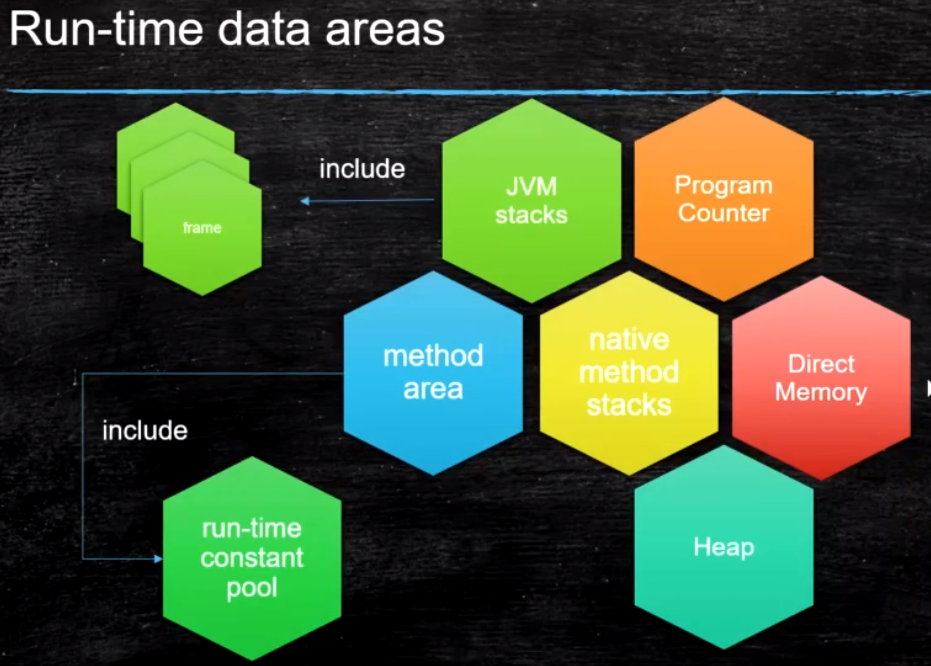 Run-time data areas
include
JVM
stacks
Program
Counter
frame
method
area
native
method
stacks
Direct
Memory
include
run-time
constant
pool
Heap